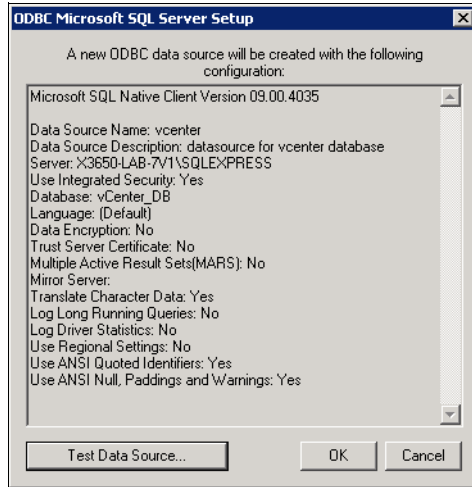 ODBC Microsoft SQL Server Setup
A new ODBC data source will be created with the following
configuration:
Microsoft SQL Native Client Version 09.00.4035
Data Source Name: vcenter
Data Source Description: datasource for vcenter database
Server: X3650-LAB-7V1\SQLEXPRESS
Use Integrated Security: Yes
Database: vCenter_DB
Language: (Default)
Data Encryption: No
Trust Server Certificate: No
Multiple Active Result Sets(MARS): No
Mirror Server:
Translate Character Data: Yes
Log Long Running Queries: No
Log Driver Statistics: No
Use Regional Settings: No
Use ANSI Quoted Identifiers: Yes
Use ANSI Null, Paddings and Warnings: Yes
Test Data Source... OK Cancel